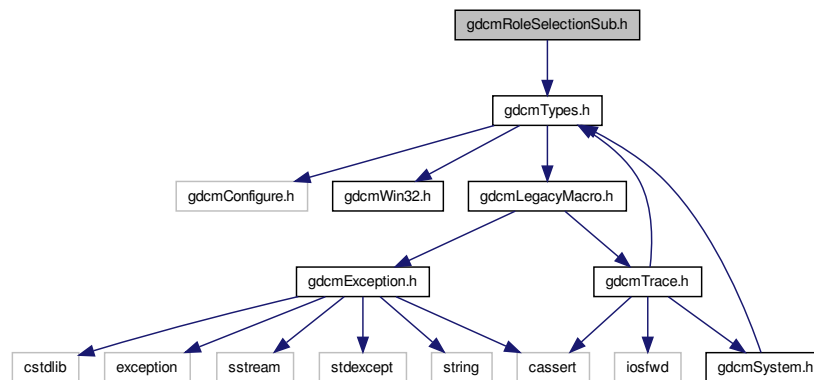 gdcmRoleSelectionSub.h
gdcmTypes.h
gdcmConfigure.h
gdcmWin32.h
gdcmLegacyMacro.h
gdcmException.h
gdcmTrace.h
cstdlib
exception
sstream
stdexcept
string
cassert
iosfwd
gdcmSystem.h